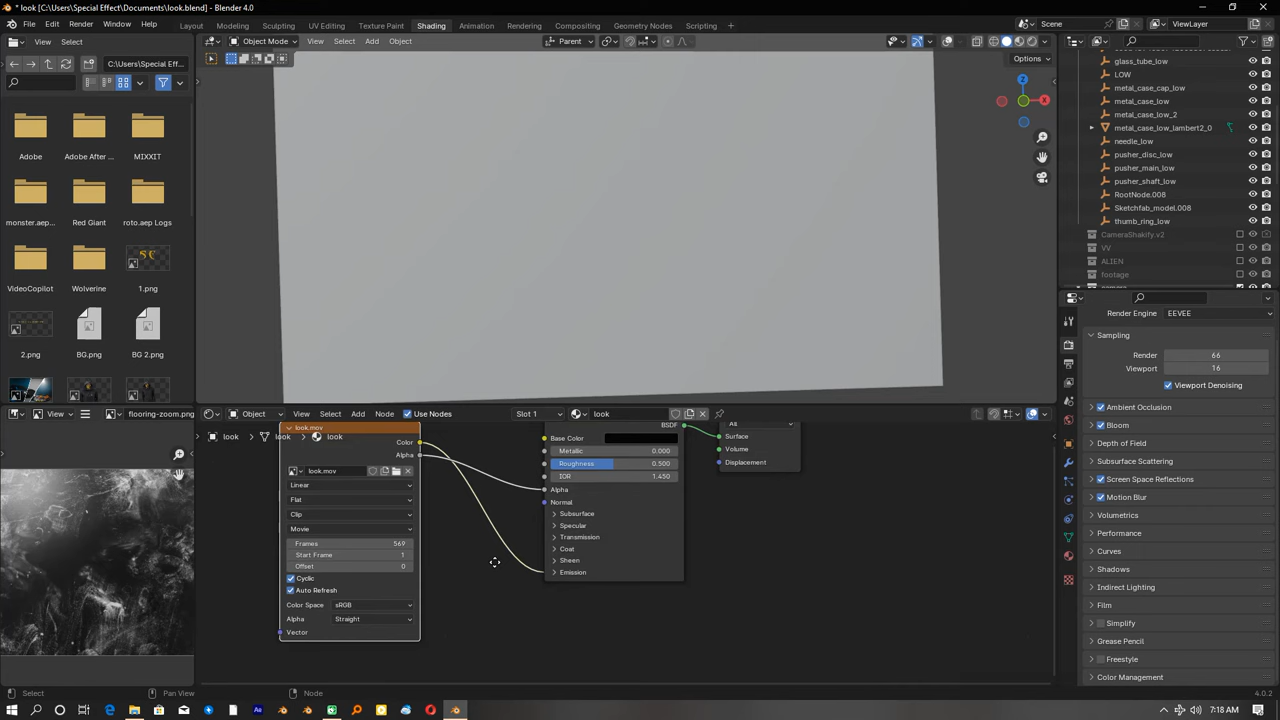 * look [C:\Users\Special Effect\Documents\look.blend] - Blender 4.0
File Edit Render Window Help
Layout Modeling Sculpting UV Editing Texture Paint Shading Animation Rendering Compositing Geometry Nodes Scripting
Scene ViewLayer
View Select
C:\Users\Special Eff...
Adobe
Adobe After ...
MIXXIT
monster.aep...
Red Giant
roto.aep Logs
VideoCopilot
Wolverine
1.png
2.png
BG.png
BG 2.png
View
flooring-zoom.png
Object Mode View Select Add Object
Parent
Options
Z
X
Object View Select Add Node Use Nodes
Slot 1
look
look look look
look.mov
Color
Alpha
look.mov
Linear
Flat
Clip
Movie
Frames 569
Start Frame 1
Offset 0
Cyclic
Auto Refresh
Color Space sRGB
Alpha Straight
Vector
BSDF
Base Color
Metallic 0.000
Roughness 0.500
IOR 1.450
Alpha
Normal
Subsurface
Specular
Transmission
Coat
Sheen
Emission
All
Surface
Volume
Displacement
glass_tube_low
LOW
metal_case_cap_low
metal_case_low
metal_case_low_2
metal_case_low_lambert2_0
needle_low
pusher_disc_low
pusher_main_low
pusher_shaft_low
RootNode.008
Sketchfab_model.008
thumb_ring_low
CameraShakify.v2
VV
ALIEN
footage
Render Engine EEVEE
Sampling
Render 66
Viewport 16
Viewport Denoising
Ambient Occlusion
Bloom
Depth of Field
Subsurface Scattering
Screen Space Reflections
Motion Blur
Volumetrics
Performance
Curves
Shadows
Indirect Lighting
Film
Simplify
Grease Pencil
Freestyle
Color Management
Select Pan View Node
4.0.2
Ae
7:18 AM